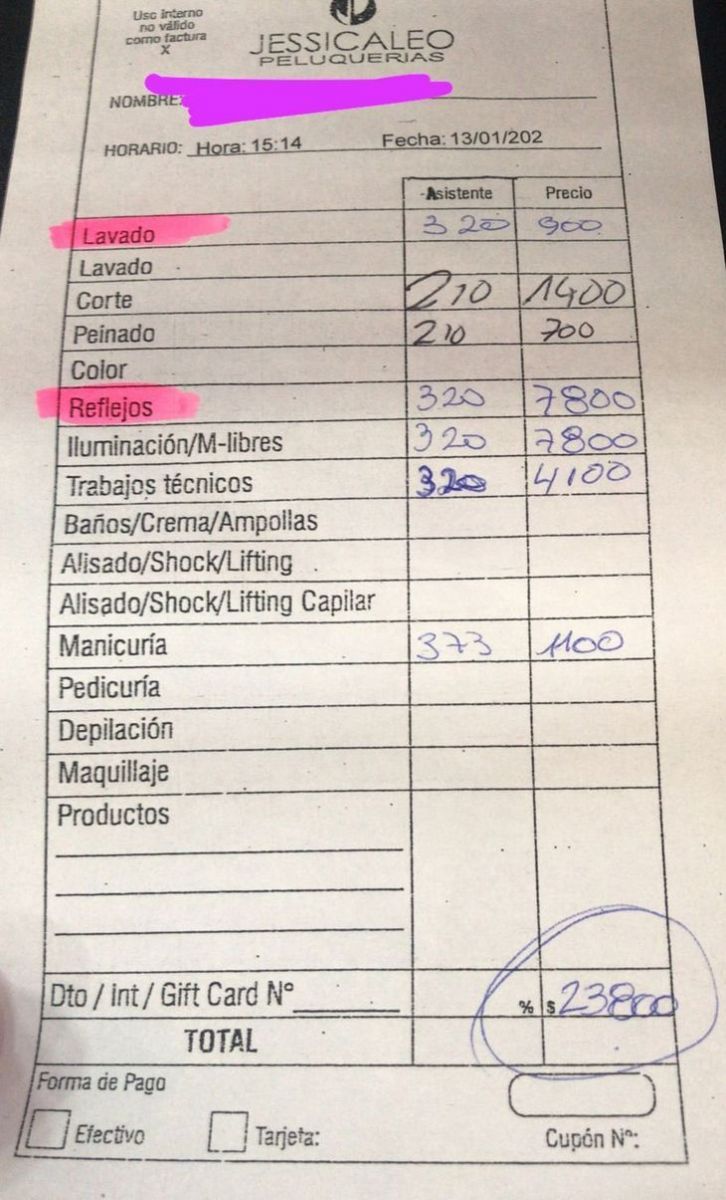 Uso interno
no válido
como factura
X
JESSICALEO
PELUQUERIAS
NOMBRE:
HORARIO: Hora: 15:14 Fecha: 13/01/202
Asistente Precio
Lavado 320 900
Lavado
Corte 210 1400
Peinado 210 700
Color
Reflejos 320 7800
Iluminación/M-libres 320 7800
Trabajos técnicos 320 4100
Baños/Crema/Ampollas
Alisado/Shock/Lifting
Alisado/Shock/Lifting Capilar
Manicuría 373 1100
Pedicuría
Depilación
Maquillaje
Productos
Dto / Int / Gift Card N° % $ 23800
TOTAL
Forma de Pago
Efectivo Tarjeta: Cupón N°: